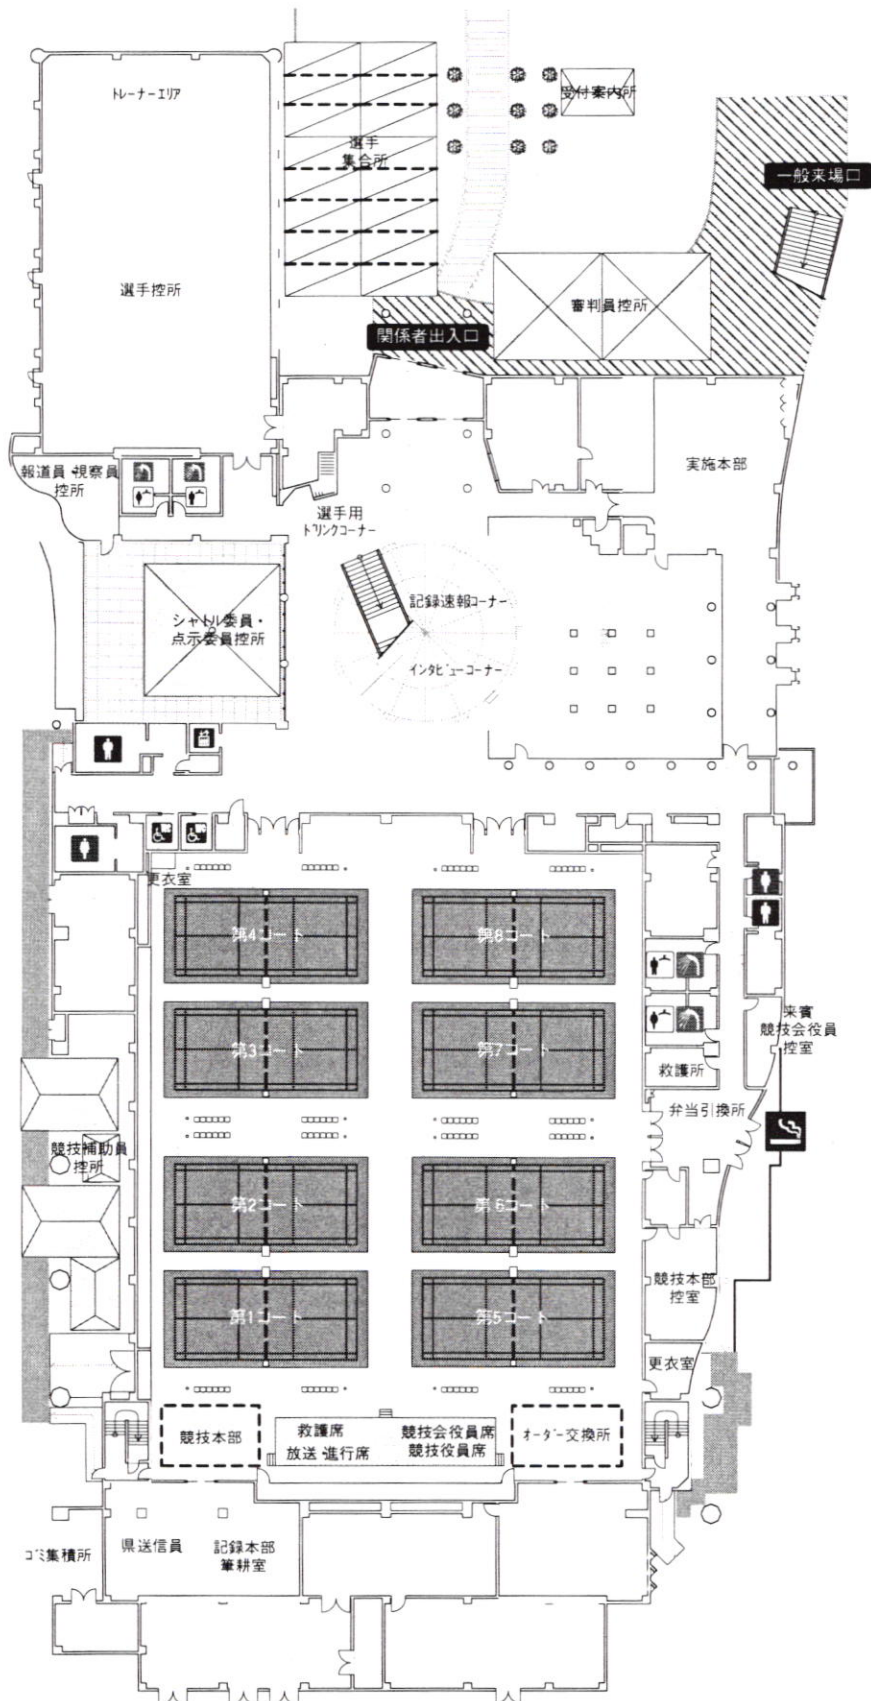 トレーナーエリア
選手
集合所
受付案内所
一般来場口
選手控所
審判員控所
関係者出入口
報道員・視察員
控所
実施本部
選手用
ドリンクコーナー
記録速報コーナー
シャトル委員・
点示委員控所
インタビューコーナー
更衣室
第4コート
第8コート
第3コート
第7コート
来賓
競技会役員
控室
救護所
弁当引換所
競技補助員
控所
第2コート
第6コート
競技本部
控室
第1コート
第5コート
更衣室
競技本部
救護席
放送・進行席
競技会役員席
競技役員席
オーダー交換所
ゴミ集積所
県送信員
記録本部
筆耕室